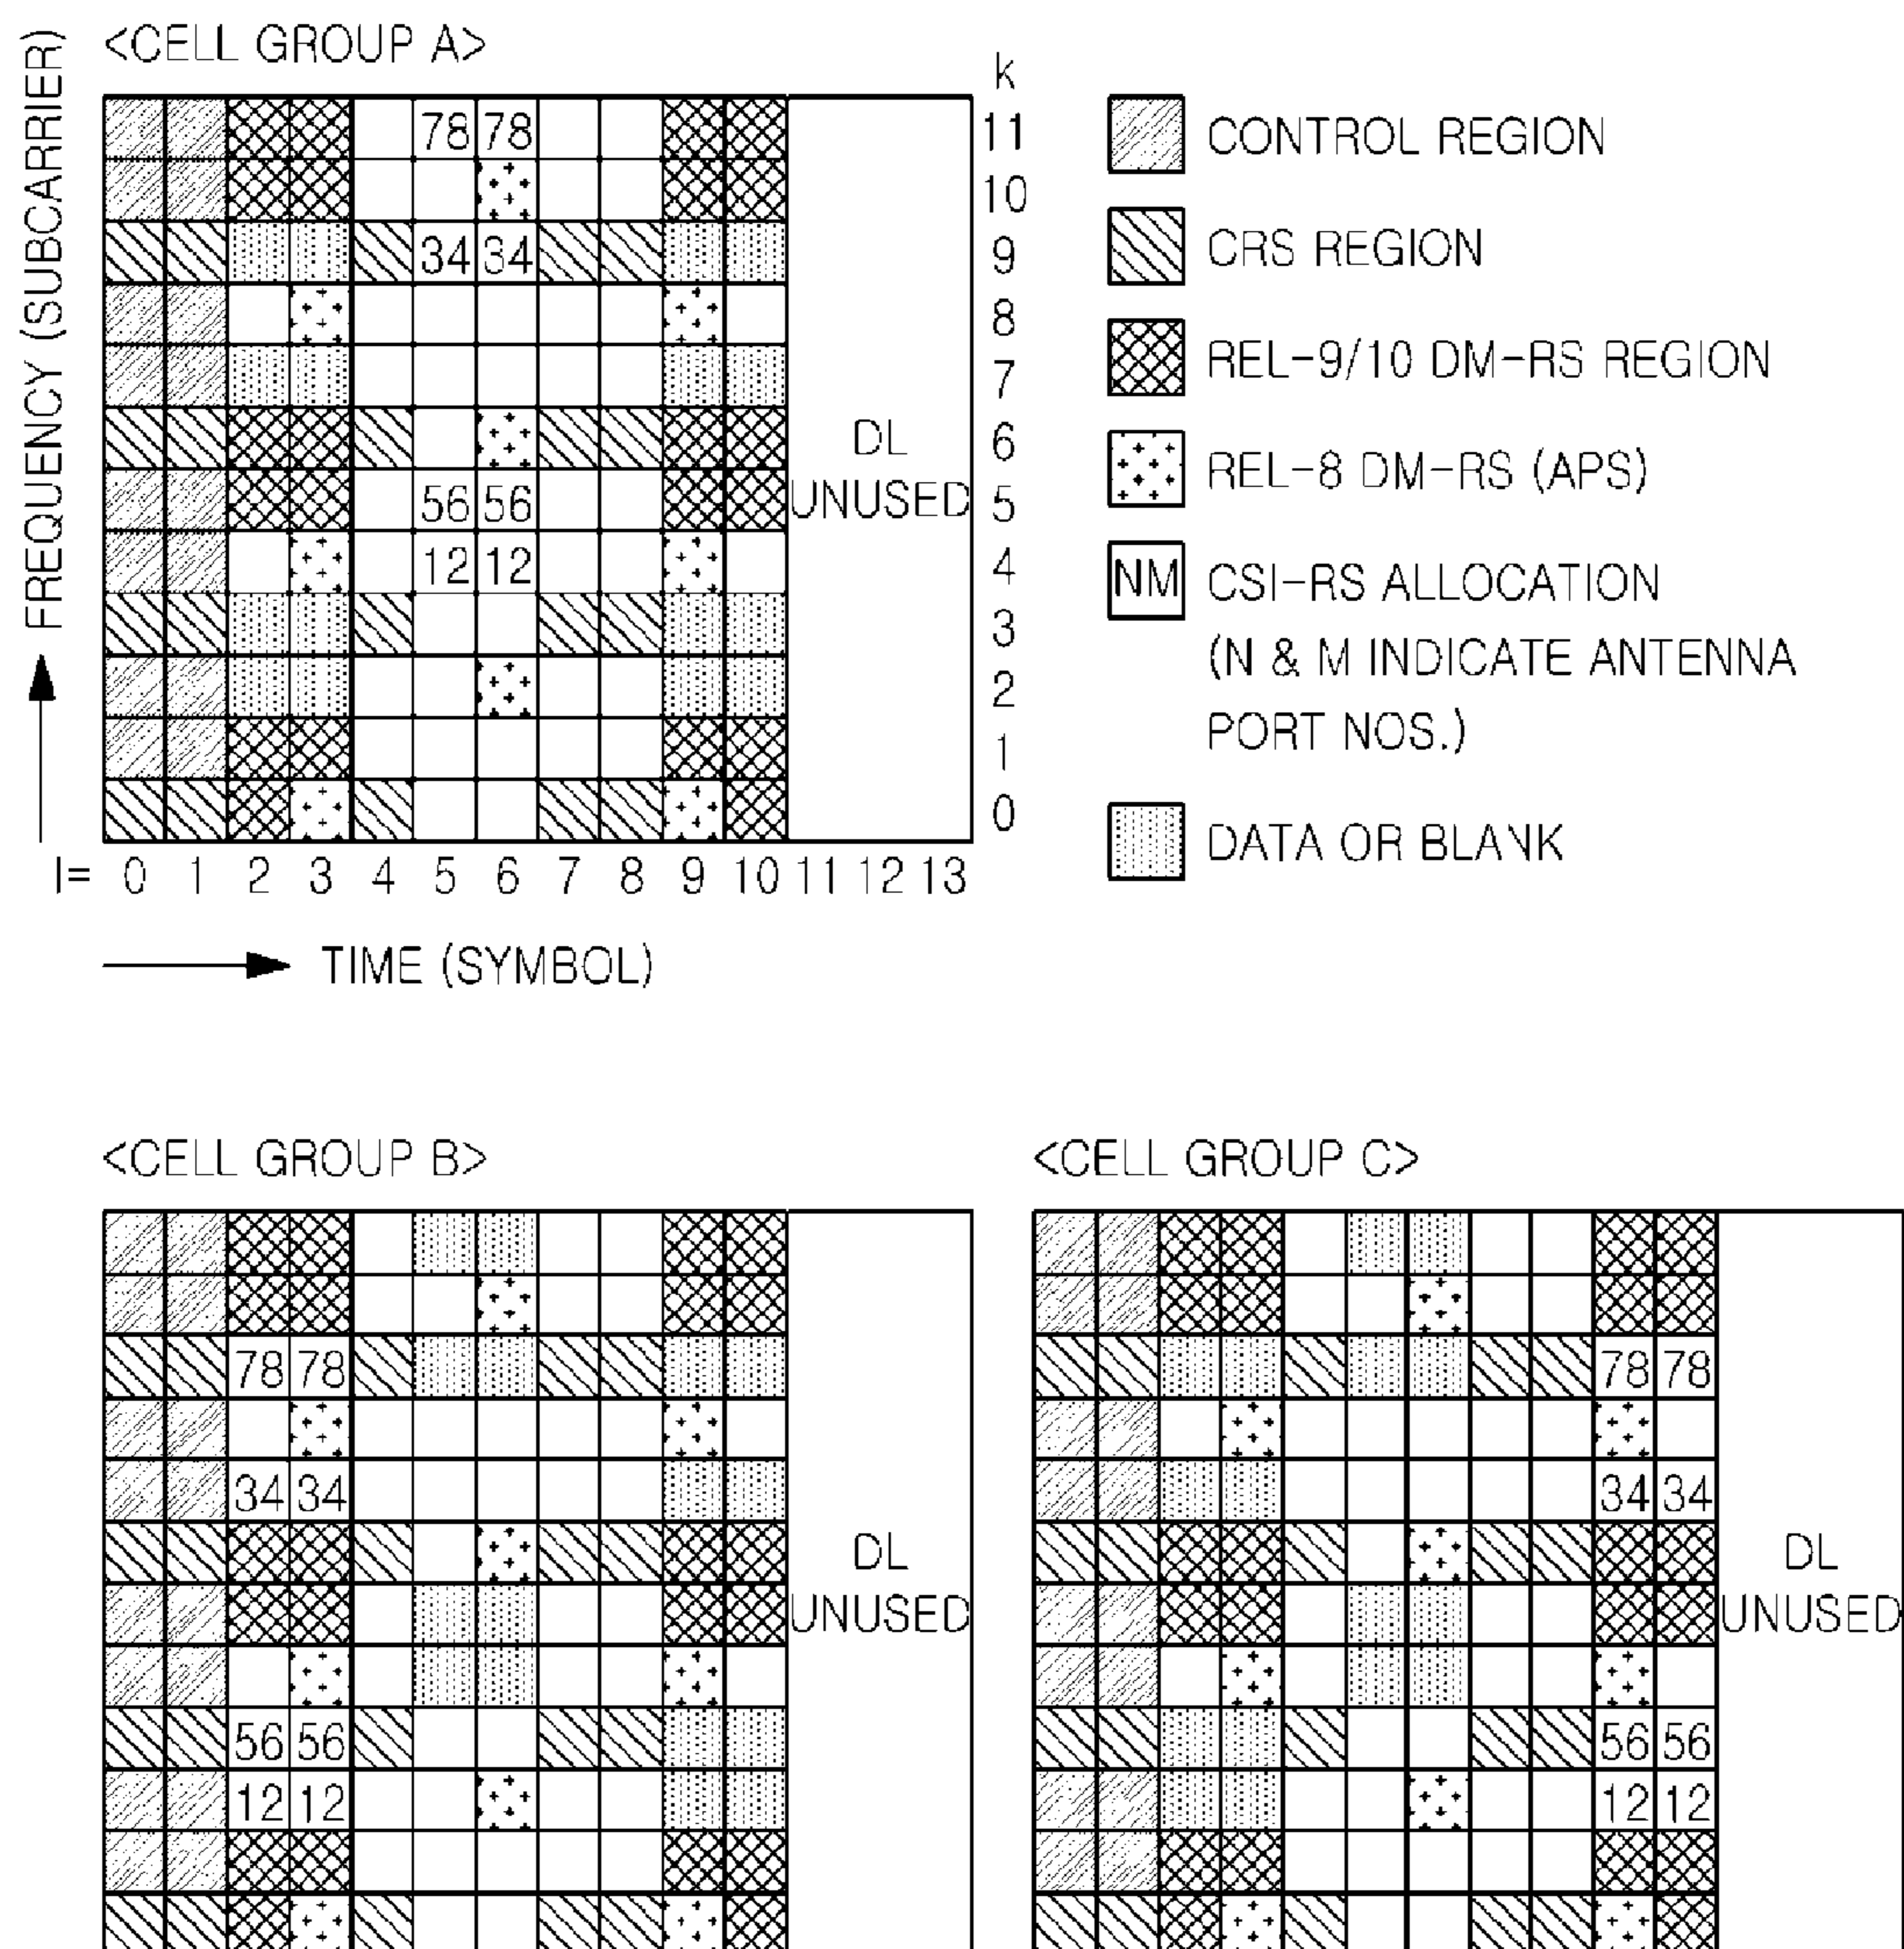 <CELL GROUP A>
FREQUENCY (SUBCARRIER)
k
78 78
11
10
34 34
9
8
7
6
DL
UNUSED
56 56
5
12 12
4
3
2
1
0
l= 0 1 2 3 4 5 6 7 8 9 10 11 12 13
TIME (SYMBOL)
CONTROL REGION
CRS REGION
REL-9/10 DM-RS REGION
REL-8 DM-RS (APS)
NM CSI-RS ALLOCATION
(N & M INDICATE ANTENNA
PORT NOS.)
DATA OR BLANK
<CELL GROUP B>
78 78
34 34
DL
UNUSED
56 56
12 12
<CELL GROUP C>
78 78
34 34
DL
UNUSED
56 56
12 12